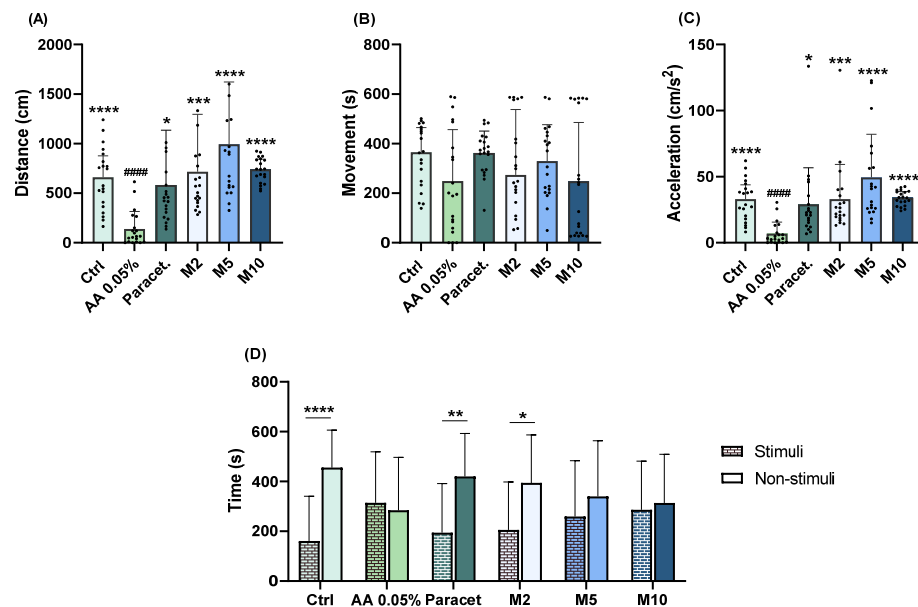 (A)
2000
1500
1000
500
0
Distance (cm)
****
####
*
***
****
****
Ctrl
AA 0.05%
Paracet.
M2
M5
M10
(B)
800
600
400
200
0
Movement (s)
Ctrl
AA 0.05%
Paracet.
M2
M5
M10
(C)
150
100
50
0
Acceleration (cm/s²)
****
####
*
***
****
****
Ctrl
AA 0.05%
Paracet.
M2
M5
M10
(D)
800
600
400
200
0
Time (s)
****
**
*
Ctrl
AA 0.05%
Paracet
M2
M5
M10
Stimuli
Non-stimuli